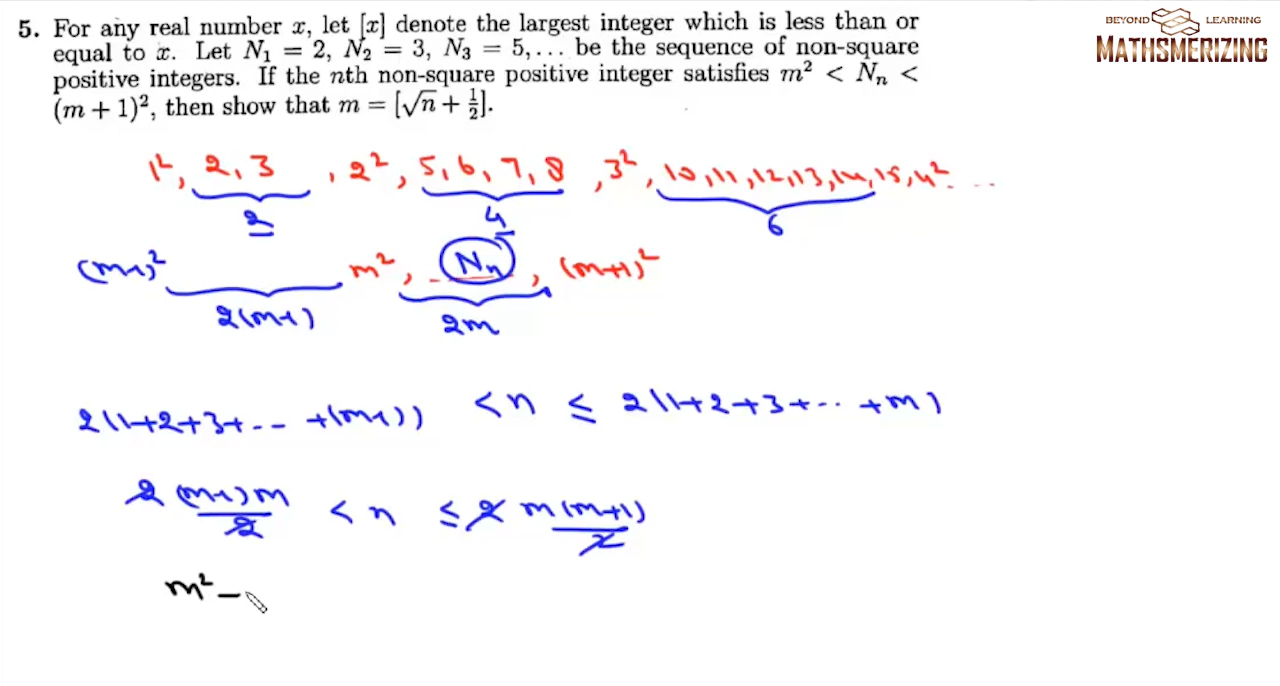 5. For any real number x, let [x] denote the largest integer which is less than or
equal to x. Let N₁ = 2, N₂ = 3, N₃ = 5,... be the sequence of non-square
positive integers. If the nth non-square positive integer satisfies m² < Nₙ <
(m + 1)², then show that m = [√n + 1/2].
BEYOND LEARNING
MATHSMERIZING
1², 2, 3, 2², 5, 6, 7, 8, 3², 10, 11, 12, 13, 14, 15, 4² ...
2 4 6
(m-1)² m², Nₙ, (m+1)²
2(m-1) 2m
2(1+2+3+... +(m-1)) < n ≤ 2(1+2+3+... +m)
2 (m-1)m/2 < n ≤ 2 m(m+1)/2
m² -